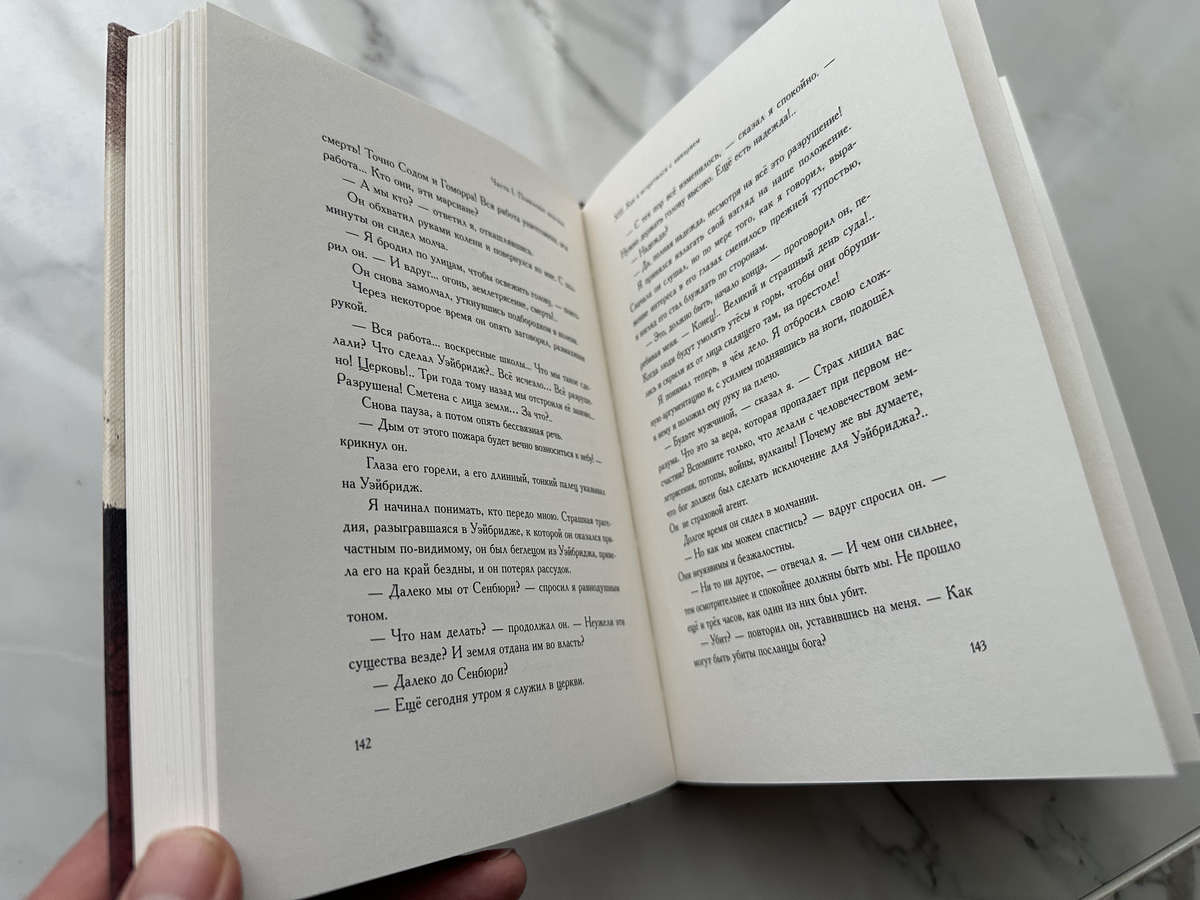 Часть I. Появление марсиан
смерть! Точно Содом и Гоморра! Вся работа уничтожена, вся
работа... Кто они, эти марсиане?
— А мы кто? — ответил я, откашлявшись.
Он обхватил руками колени и повернулся ко мне. С пол-
минуты он сидел молча.
— Я бродил по улицам, чтобы освежить голову, — гово-
рил он. — И вдруг... огонь, землетрясение, смерть!..
Он снова замолчал, уткнувшись подбородком в колени.
Через некоторое время он опять заговорил, размахивая
рукой.
— Вся работа... воскресные школы... Что мы такое сде-
лали? Что сделал Уэйбридж?.. Всё исчезло... Всё разруше-
но! Церковь!.. Три года тому назад мы отстроили её заново.
Разрушена! Сметена с лица земли... За что?..
Снова пауза, а потом опять бессвязная речь.
— Дым от этого пожара будет вечно возноситься к небу! —
крикнул он.
Глаза его горели, а его длинный, тонкий палец указывал
на Уэйбридж.
Я начинал понимать, кто передо мною. Страшная траге-
дия, разыгравшаяся в Уэйбридже, к которой он оказался при-
частным по-видимому, он был беглецом из Уэйбриджа, приве-
ла его на край бездны, и он потерял рассудок.
— Далеко мы от Сенбюри? — спросил я равнодушным
тоном.
— Что нам делать? — продолжал он. — Неужели эти
существа везде? И земля отдана им во власть?
— Далеко до Сенбюри?
— Ещё сегодня утром я служил в церкви.
142
XIII. Как я встретился с викарием
— С тех пор всё изменилось, — сказал я спокойно. —
Нужно держать голову высоко. Ещё есть надежда!..
— Надежда?
— Да, полная надежда, несмотря на всё это разрушение!
Я принялся излагать свой взгляд на наше положение.
Сначала он слушал, но по мере того, как я говорил, выра-
жение интереса в его глазах сменилось прежней тупостью,
и взгляд его стал блуждать по сторонам.
— Это, должно быть, начало конца, — проговорил он, пе-
ребивая меня. — Конец!. Великий и страшный день суда!..
Когда люди будут умолять утёсы и горы, чтобы они обруши-
лись и скрыли их от лица сидящего там, на престоле!
Я понимал теперь, в чём дело. Я отбросил свою слож-
ную аргументацию и, с усилием поднявшись на ноги, подошёл
к нему и положил ему руку на плечо.
— Будьте мужчиной, — сказал я. — Страх лишил вас
разума. Что это за вера, которая пропадает при первом не-
счастии? Вспомните только, что делали с человечеством зем-
летрясения, потопы, войны, вулканы! Почему же вы думаете,
что бог должен был сделать исключение для Уэйбриджа?..
Он не страховой агент.
Долгое время он сидел в молчании.
— Но как мы можем спастись? — вдруг спросил он. —
Они неуязвимы и безжалостны.
— Ни то ни другое, — отвечал я. — И чем они сильнее,
тем осмотрительнее и спокойнее должны быть мы. Не прошло
ещё и трёх часов, как один из них был убит.
— Убит? — повторил он, уставившись на меня. — Как
могут быть убиты посланцы бога?
143